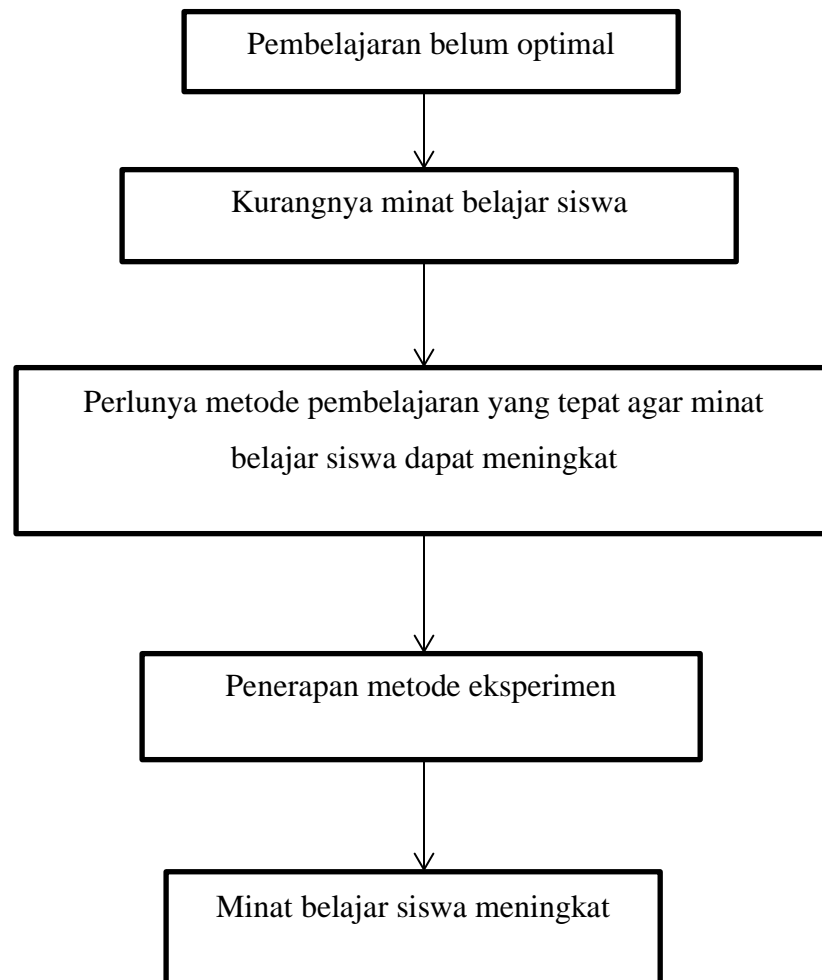 Pembelajaran belum optimal
Kurangnya minat belajar siswa
Perlunya metode pembelajaran yang tepat agar minat
belajar siswa dapat meningkat
Penerapan metode eksperimen
Minat belajar siswa meningkat